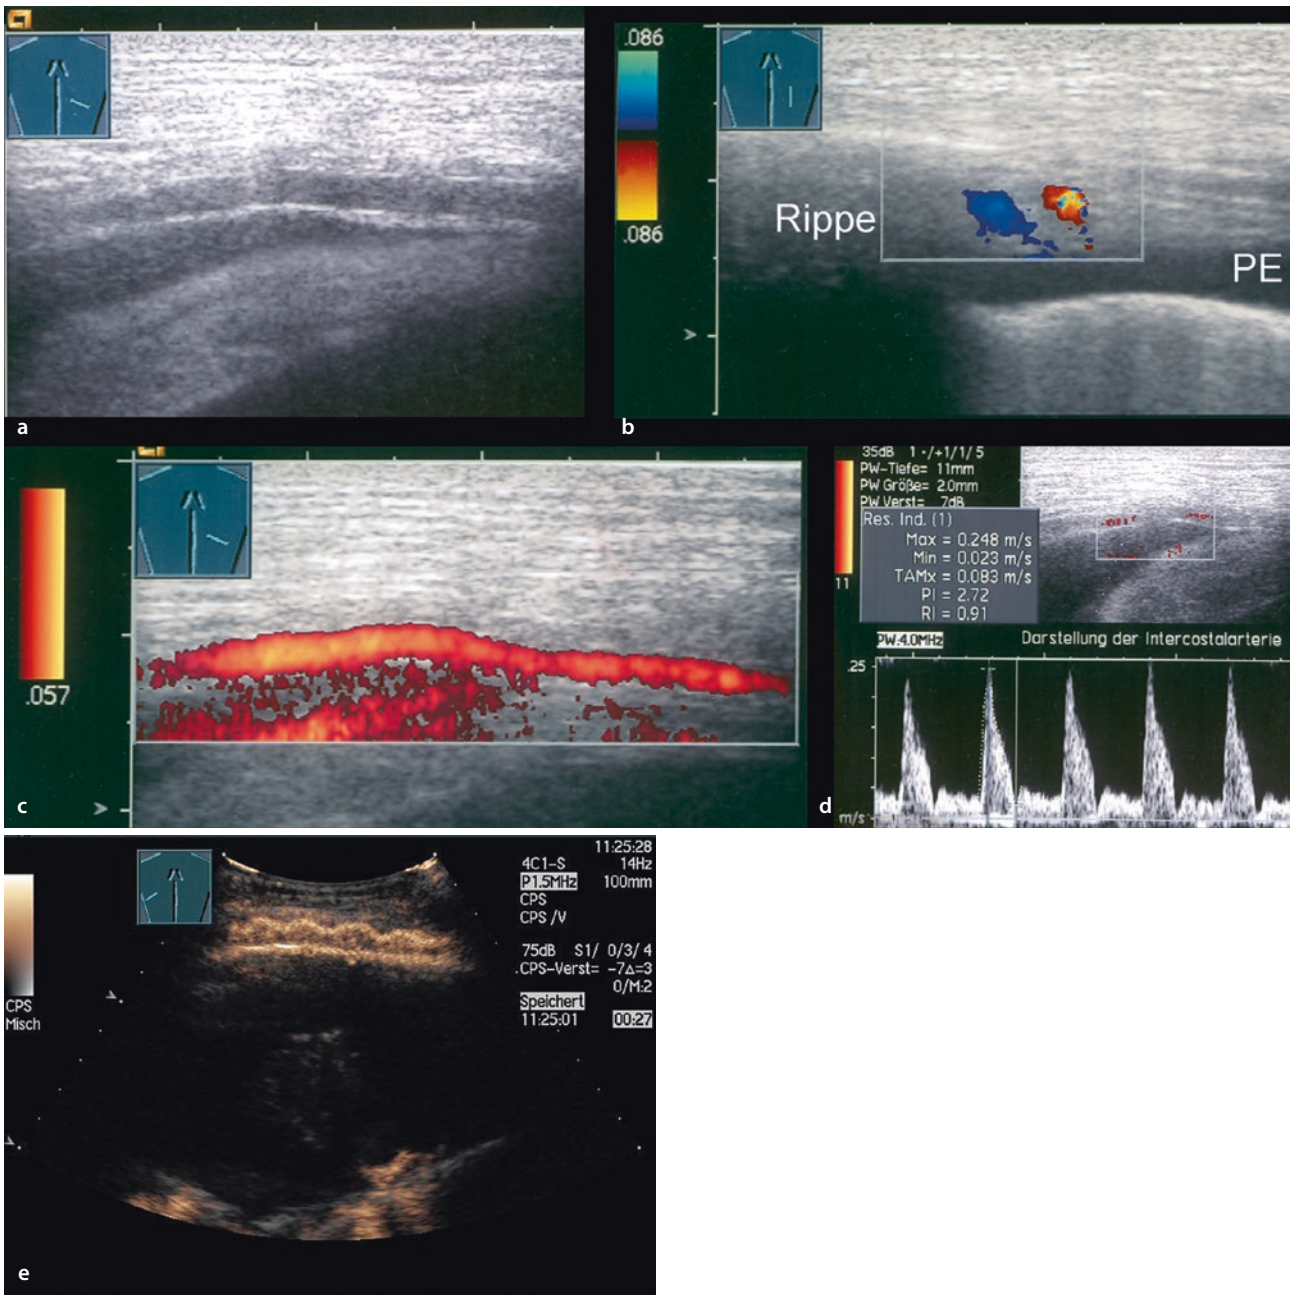 a
.086
.086
Rippe
PE
b
.057
c
35dB 1 -/+1/1/ 5
PW-Tiefe= 11mm
PW Größe= 2.0mm
PW Verst= 7dB
Res. Ind. (1)
Max = 0.248 m/s
Min = 0.023 m/s
TAMx = 0.083 m/s
PI = 2.72
RI = 0.91
11
PW:4.0MHz
Darstellung der Intercostalarterie
.25
m/s
d
11:25:28
4C1-S 14Hz
P1.5MHz 100mm
CPS
CPS /V
75dB S1/ 0/3/ 4
CPS-Verst= -7Δ=3
0/M:2
Speichert
11:25:01 00:27
CPS
Misch
e